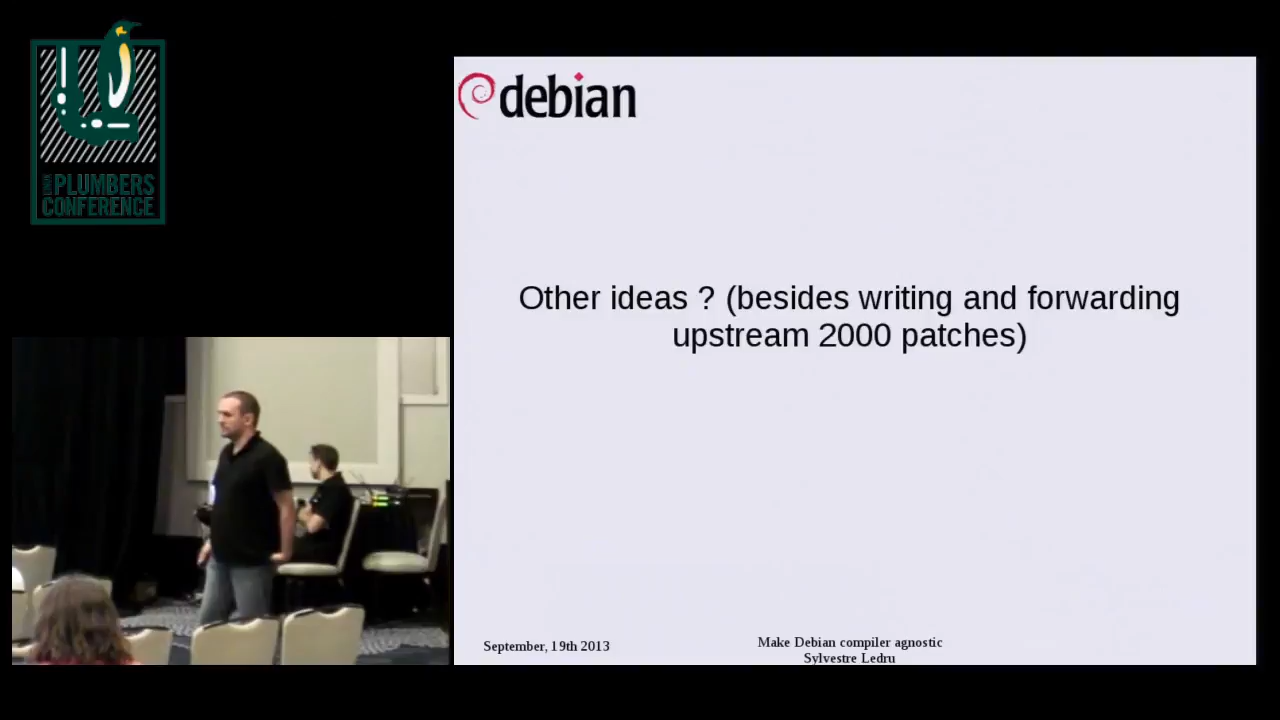 LINUX
PLUMBERS
CONFERENCE
debian
Other ideas ? (besides writing and forwarding
upstream 2000 patches)
September, 19th 2013
Make Debian compiler agnostic
Sylvestre Ledru